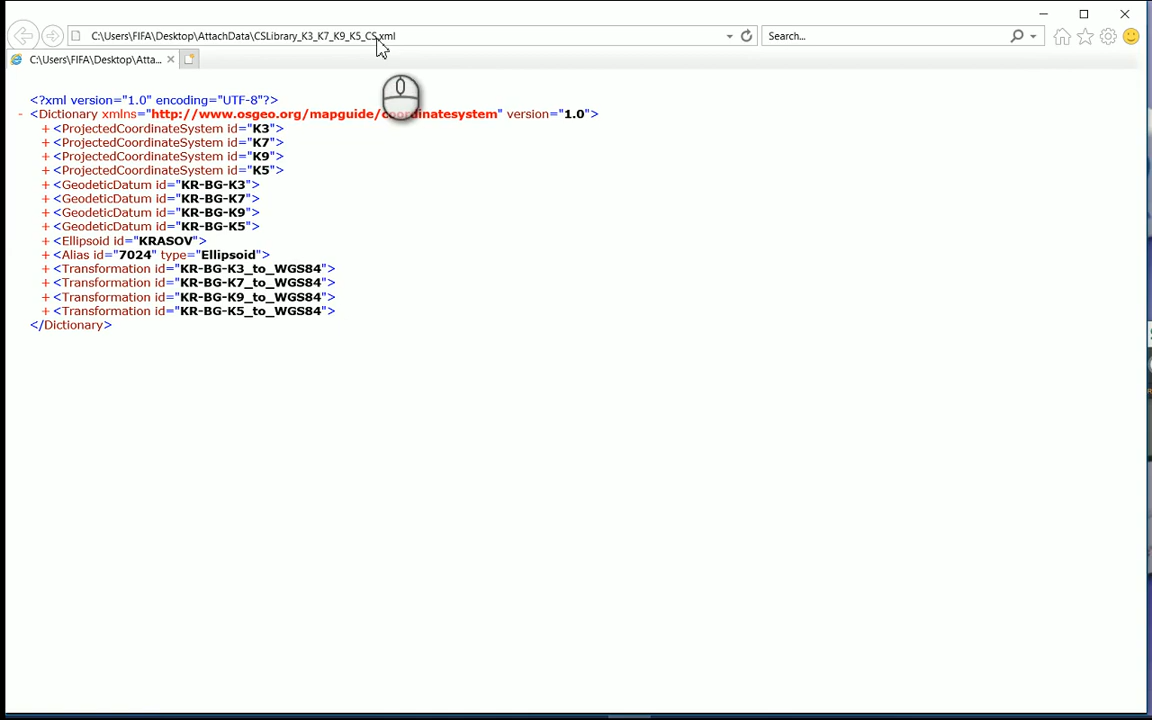 C:\Users\FIFA\Desktop\AttachData\CSLibrary_K3_K7_K9_K5_CS.xml
Search...
C:\Users\FIFA\Desktop\Atta...
<?xml version="1.0" encoding="UTF-8"?>
- <Dictionary xmlns="http://www.osgeo.org/mapguide/coordinatesystem" version="1.0">
+ <ProjectedCoordinateSystem id="K3">
+ <ProjectedCoordinateSystem id="K7">
+ <ProjectedCoordinateSystem id="K9">
+ <ProjectedCoordinateSystem id="K5">
+ <GeodeticDatum id="KR-BG-K3">
+ <GeodeticDatum id="KR-BG-K7">
+ <GeodeticDatum id="KR-BG-K9">
+ <GeodeticDatum id="KR-BG-K5">
+ <Ellipsoid id="KRASOV">
+ <Alias id="7024" type="Ellipsoid">
+ <Transformation id="KR-BG-K3_to_WGS84">
+ <Transformation id="KR-BG-K7_to_WGS84">
+ <Transformation id="KR-BG-K9_to_WGS84">
+ <Transformation id="KR-BG-K5_to_WGS84">
</Dictionary>